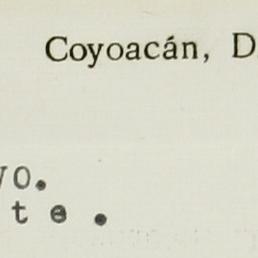 Coyoacán, D
vo.
t e .